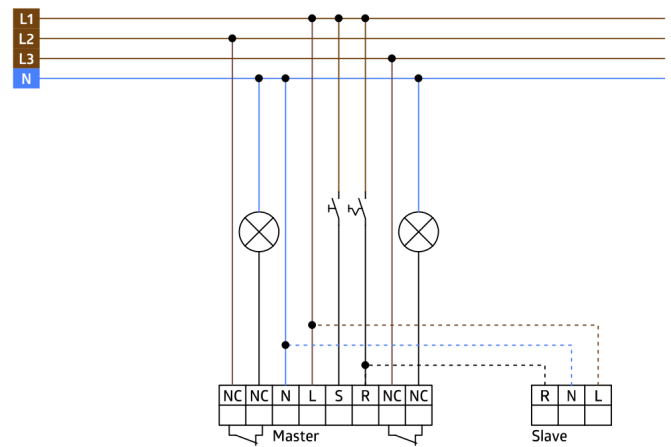 L1
L2
L3
N
NC NC N L S R NC NC
R N L
Master
Slave